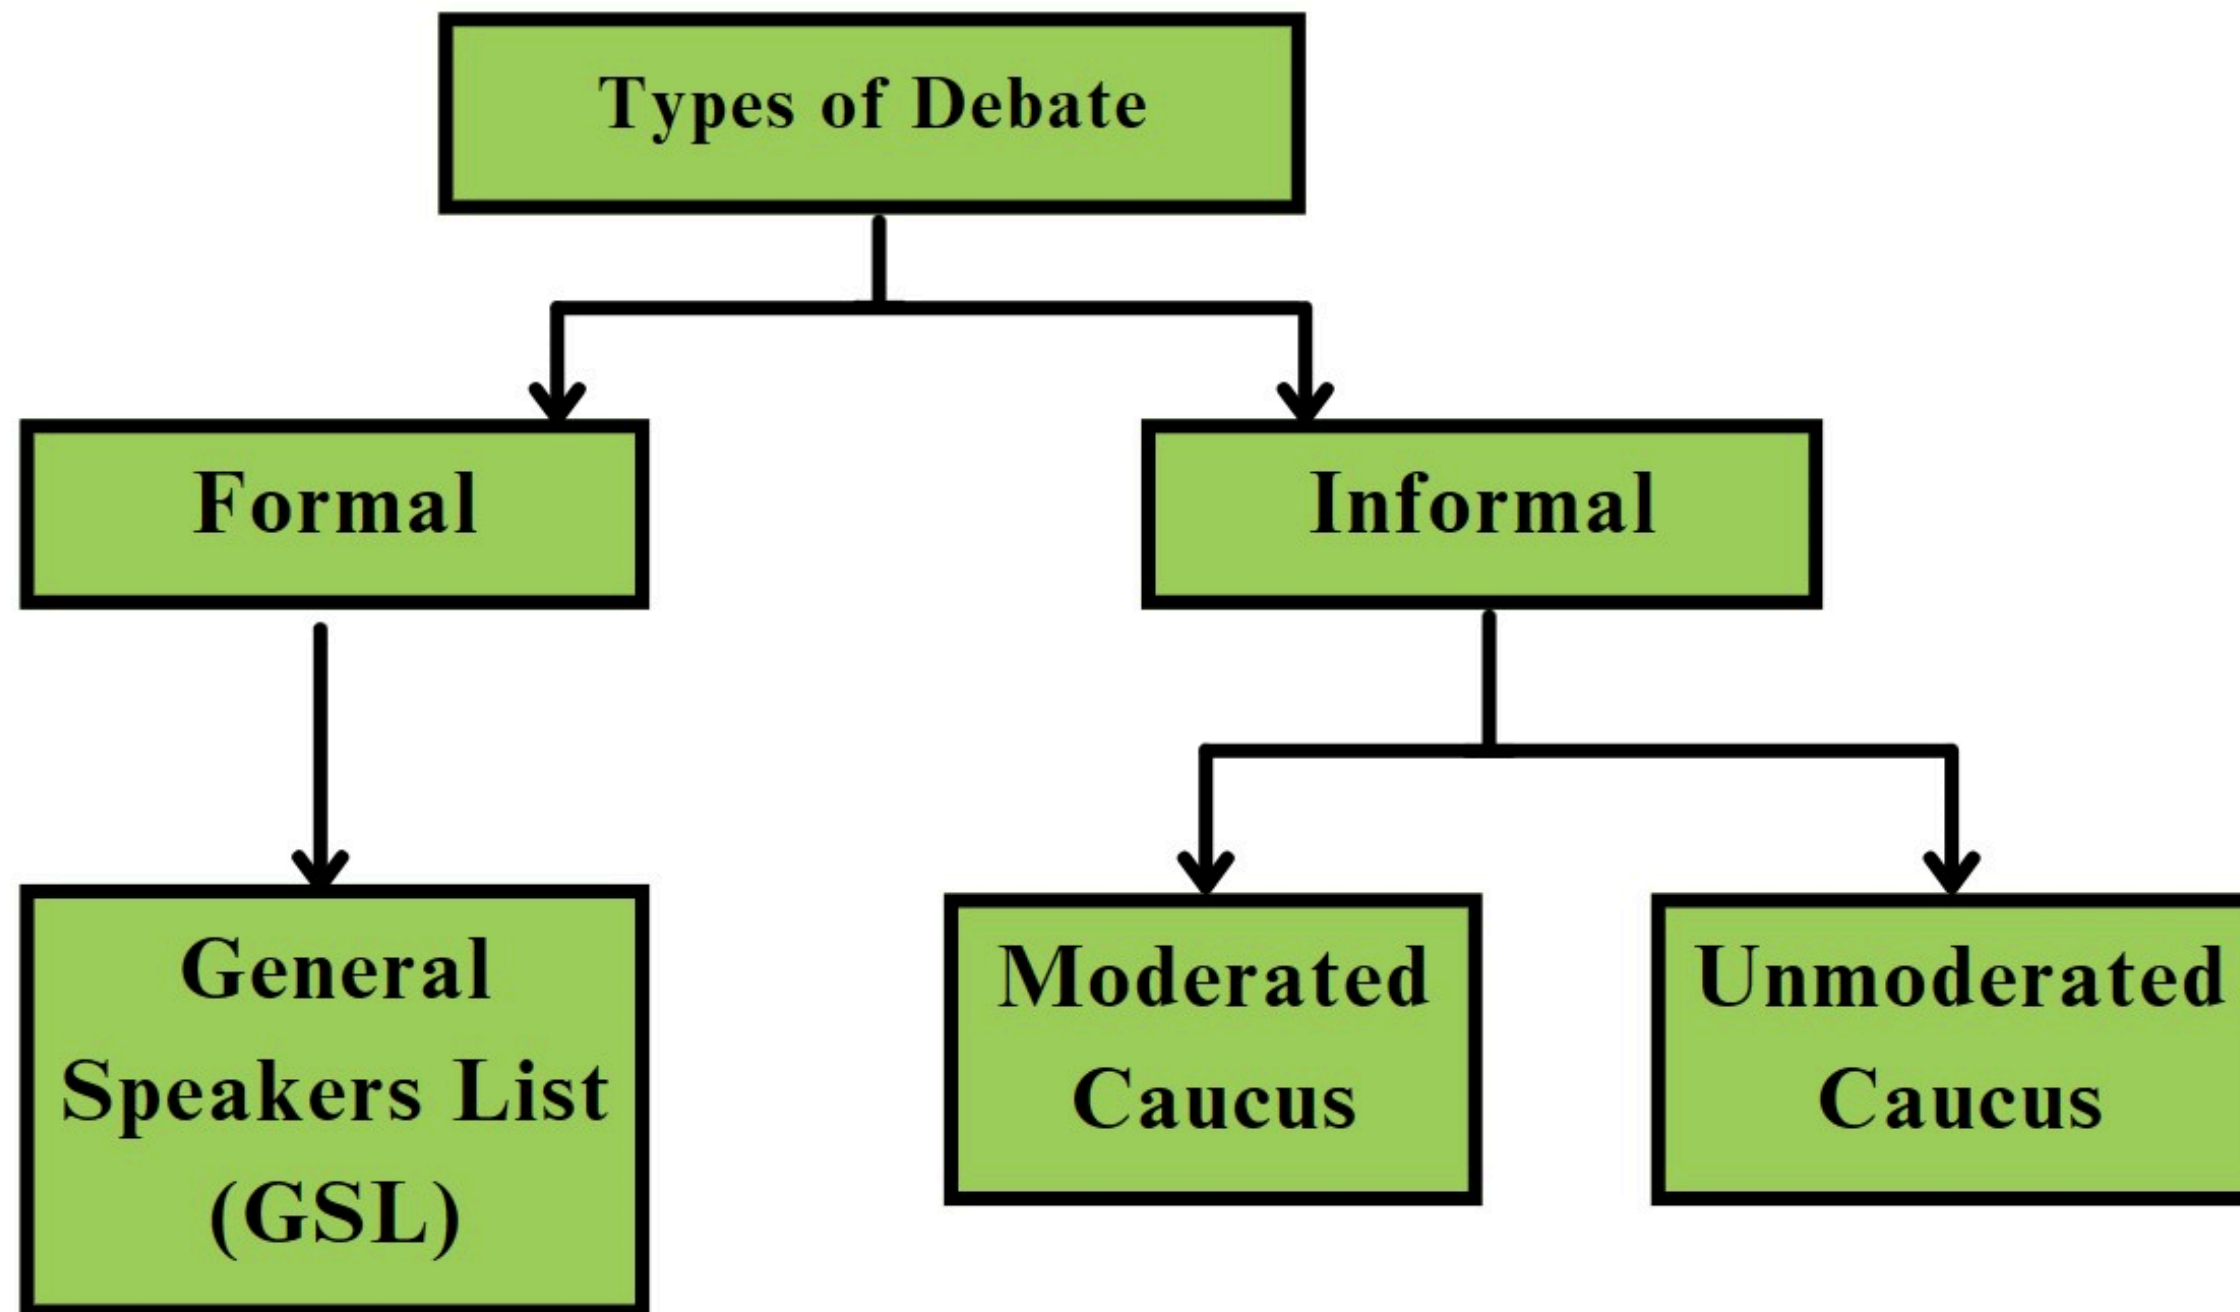 Types of Debate
Formal
Informal
General
Speakers List
(GSL)
Moderated
Caucus
Unmoderated
Caucus